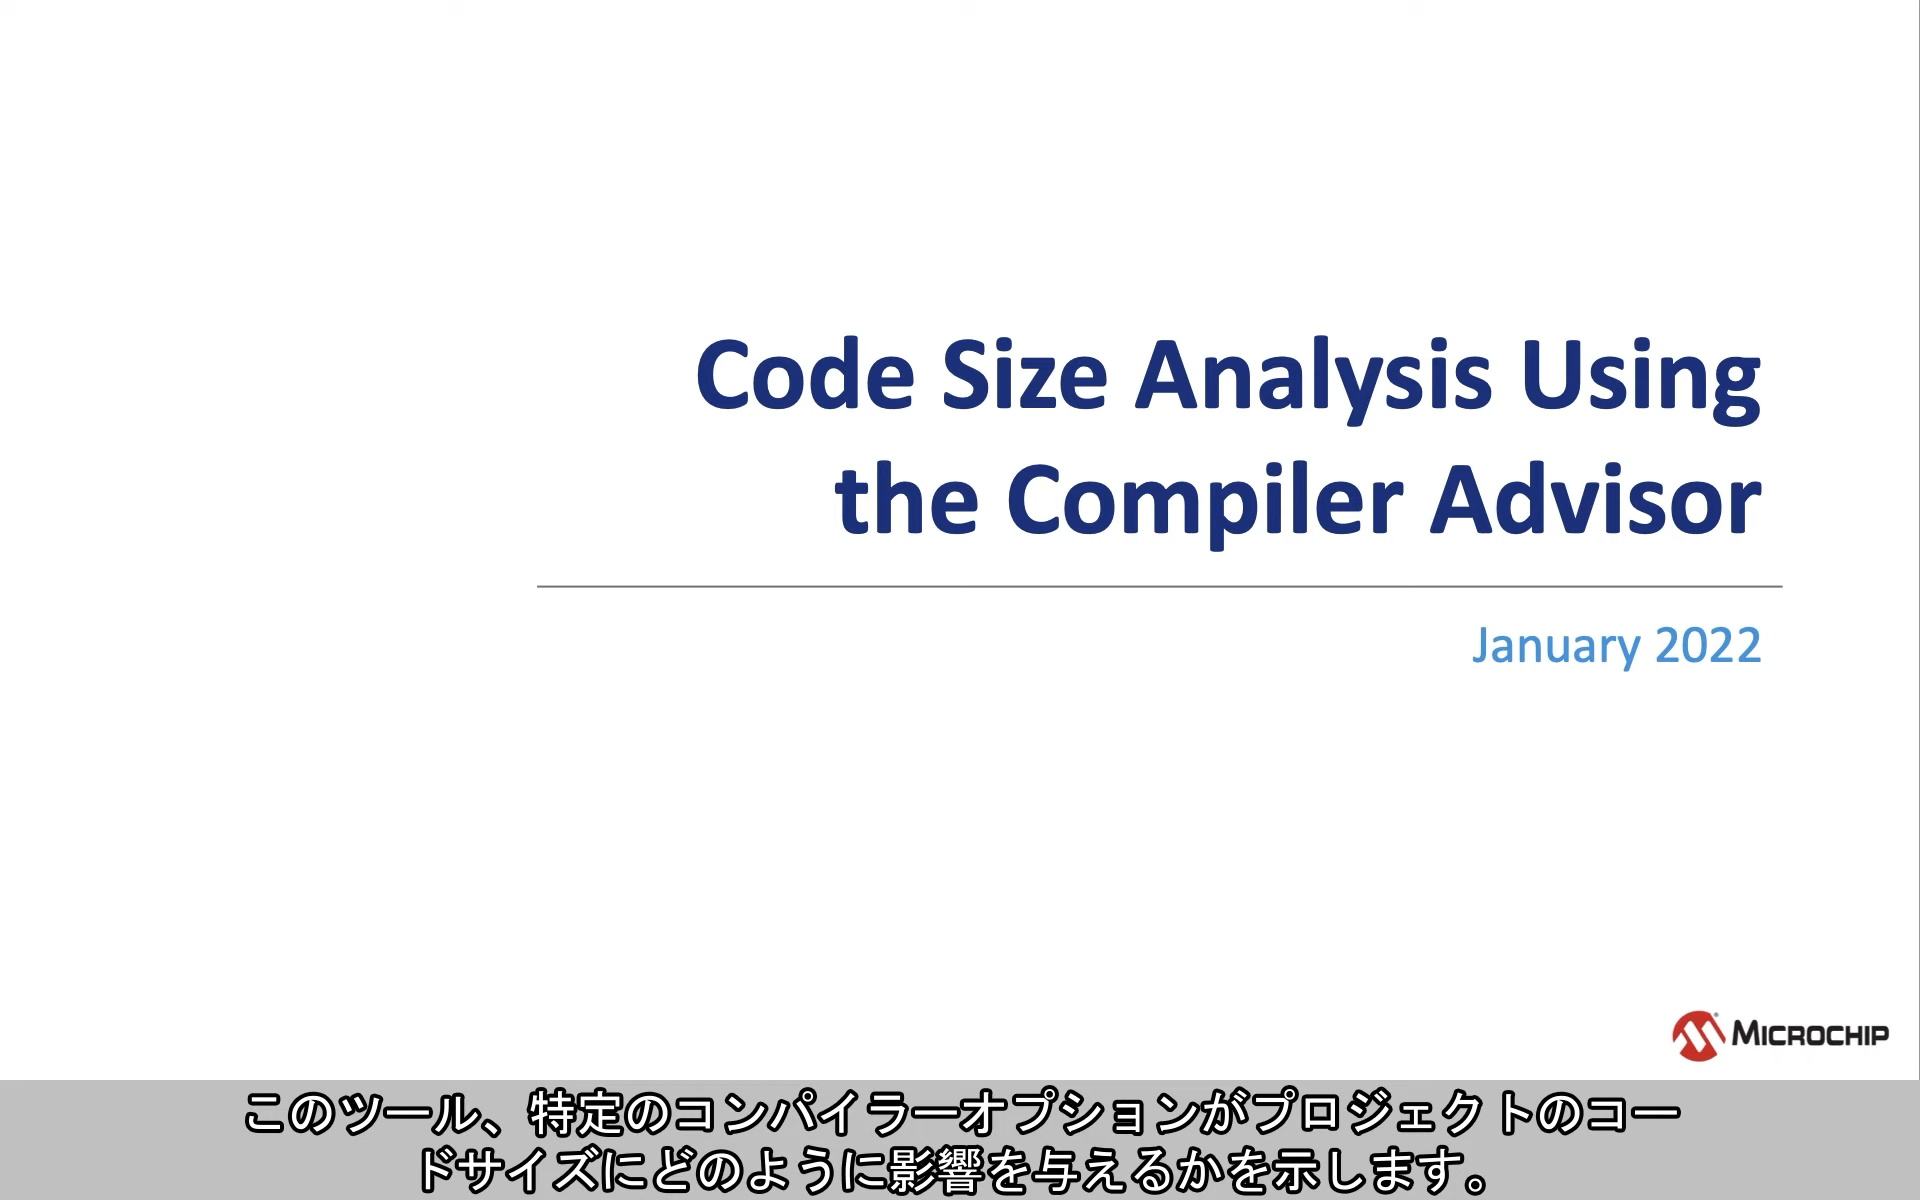 Code Size Analysis Using
the Compiler Advisor
January 2022
MICROCHIP
このツール、特定のコンパイラーオプションがプロジェクトのコー
ドサイズにどのように影響を与えるかを示します。